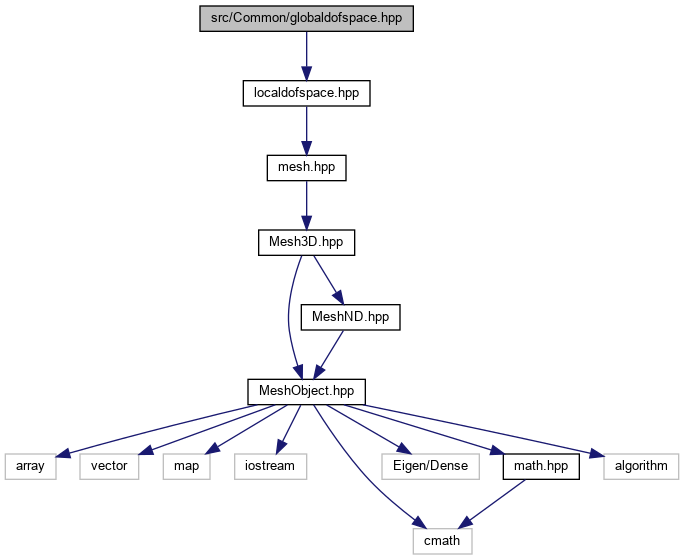 src/Common/globaldofspace.hpp
localdofspace.hpp
mesh.hpp
Mesh3D.hpp
MeshND.hpp
MeshObject.hpp
array
vector
map
iostream
Eigen/Dense
math.hpp
algorithm
cmath